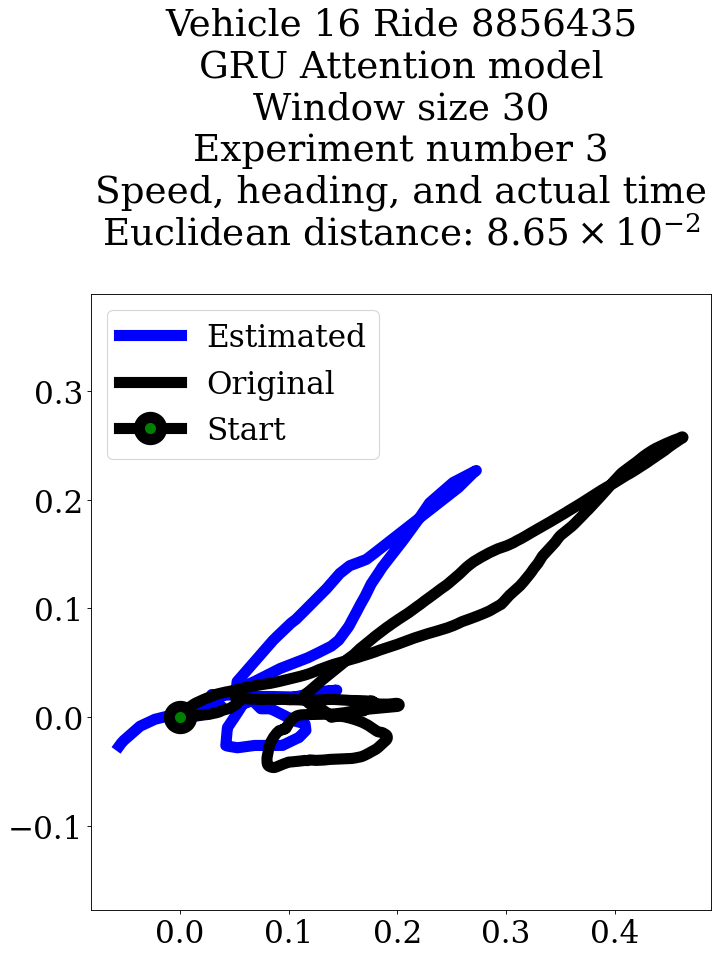 Vehicle 16 Ride 8856435
GRU Attention model
Window size 30
Experiment number 3
Speed, heading, and actual time
Euclidean distance: 8.65 × 10⁻²
Estimated
Original
Start
0.3
0.2
0.1
0.0
−0.1
0.0 0.1 0.2 0.3 0.4